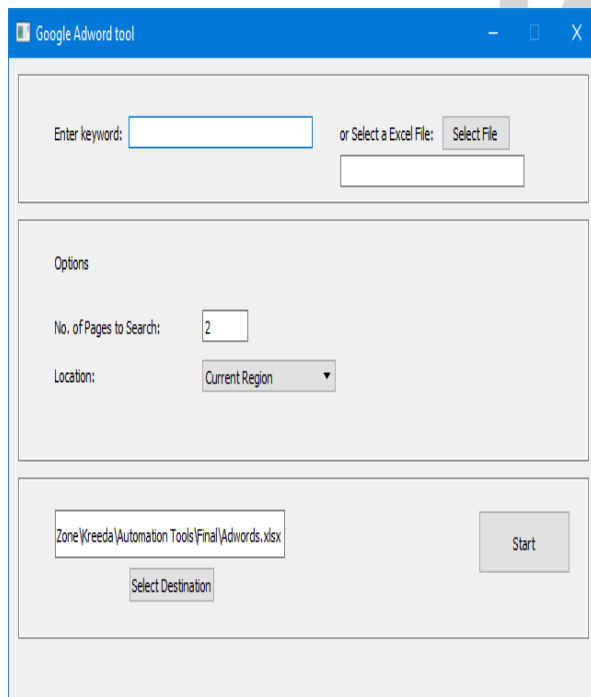 Google Adword tool
Enter keyword:
or Select a Excel File:
Select File
Options
No. of Pages to Search:
2
Location:
Current Region
Zone\Kreeda\Automation Tools\Final\Adwords.xlsx
Start
Select Destination